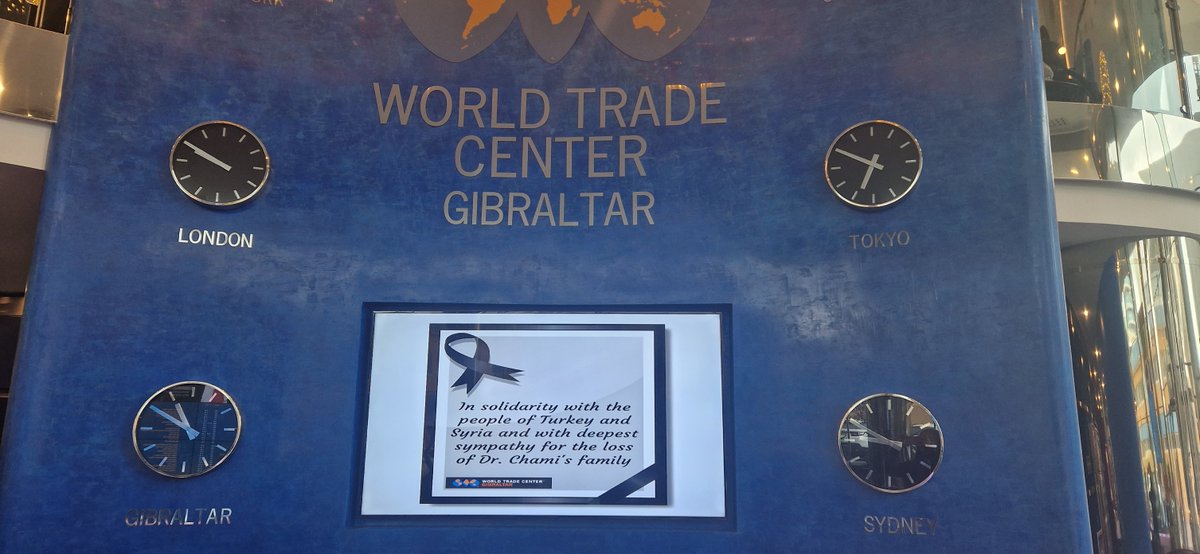 WORLD TRADE
CENTER
GIBRALTAR
LONDON
TOKYO
In solidarity with the
people of Turkey and
Syria and with deepest
sympathy for the loss
of Dr. Chami's family
WORLD TRADE CENTER
GIBRALTAR
GIBRALTAR
SYDNEY